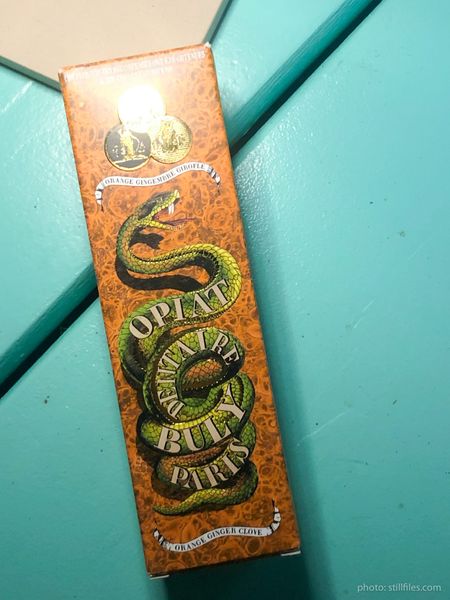 ORANGE GINGEMBRE GIROFLE
OPIAT
DENTAIRE
BULY
PARIS
ORANGE GINGER CLOVE
photo: stillfiles.com